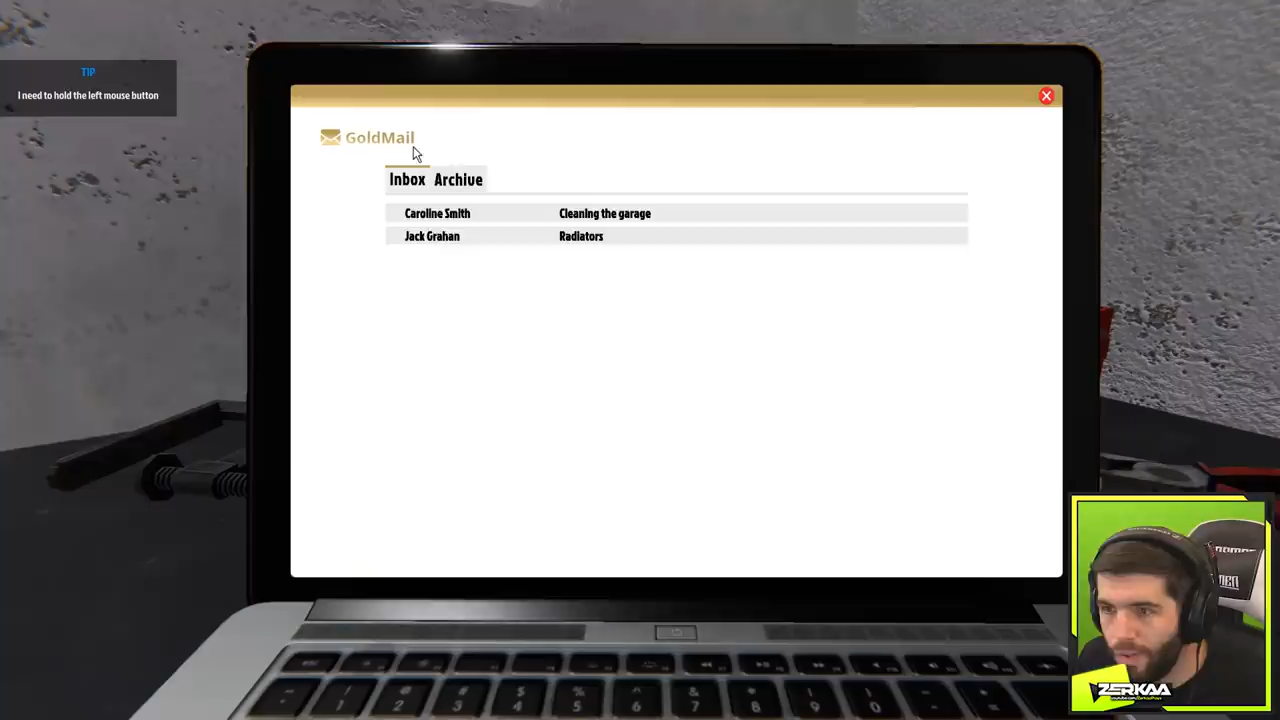 TIP
I need to hold the left mouse button
GoldMail
Inbox Archive
Caroline Smith Cleaning the garage
Jack Grahan Radiators
ZERKAA